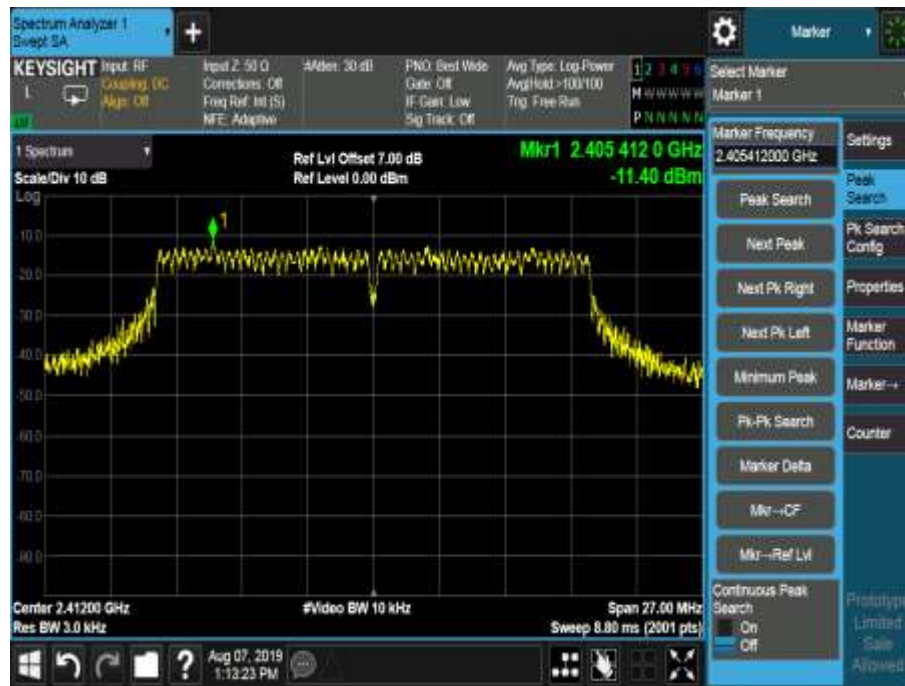 Spectrum Analyzer 1
Swept SA
+
Marker
KEYSIGHT
Input: RF
Coupling: DC
Align: Off
Input Z: 50 Ω
Corrections: Off
Freq Ref: Int (S)
NFE: Adaptive
#Atten: 30 dB
PNO: Best Wide
Gate: Off
IF Gain: Low
Sig Track: Off
Avg Type: Log-Power
Avg|Hold:>100/100
Trig: Free Run
1 2 3 4 5 6
M W W W W W
P N N N N N
Select Marker
Marker 1
1 Spectrum
Scale/Div 10 dB
Log
Ref Lvl Offset 7.00 dB
Ref Level 0.00 dBm
Mkr1 2.405 412 0 GHz
-11.40 dBm
1
-10.0
-20.0
-30.0
-40.0
-50.0
-60.0
-70.0
-80.0
-90.0
Center 2.41200 GHz
Res BW 3.0 kHz
#Video BW 10 kHz
Span 27.00 MHz
Sweep 8.80 ms (2001 pts)
Marker Frequency
2.405412000 GHz
Peak Search
Next Peak
Next Pk Right
Next Pk Left
Minimum Peak
Pk-Pk Search
Marker Delta
Mkr→CF
Mkr→Ref Lvl
Continuous Peak
Search
On
Off
Settings
Peak
Search
Pk Search
Config
Properties
Marker
Function
Marker→
Counter
Prototype
Limited
Sale
Allowed
?
Aug 07, 2019
1:13:23 PM